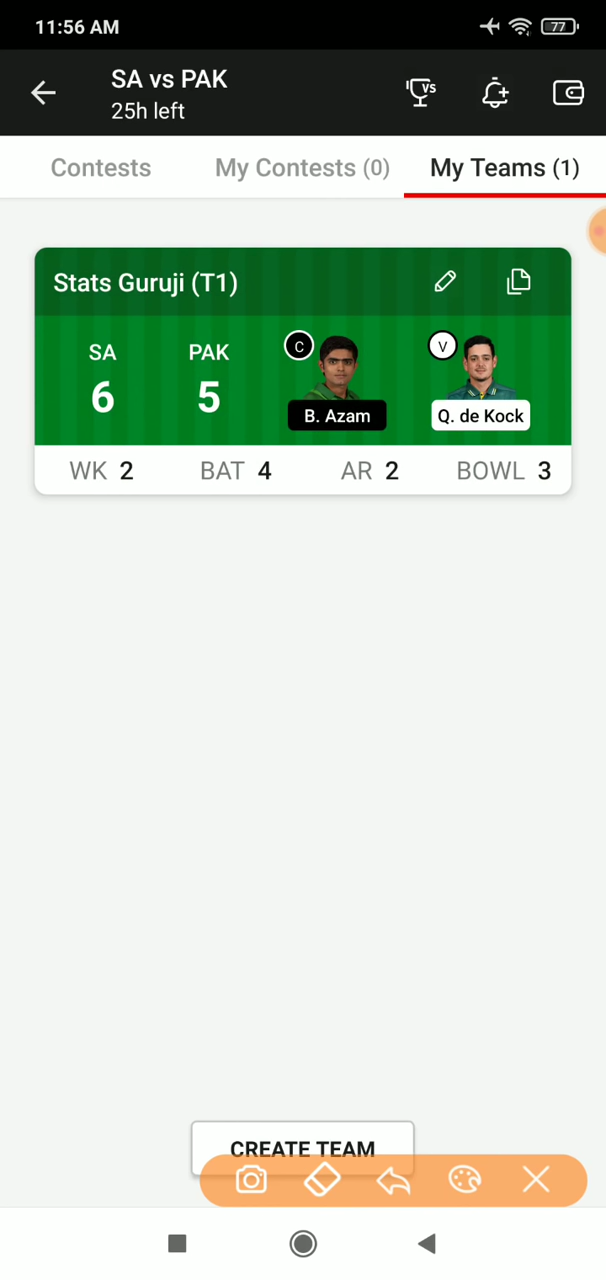 11:56 AM
77
SA vs PAK
25h left
VS
Contests
My Contests (0)
My Teams (1)
Stats Guruji (T1)
SA
6
PAK
5
C
B. Azam
V
Q. de Kock
WK 2
BAT 4
AR 2
BOWL 3
CREATE TEAM